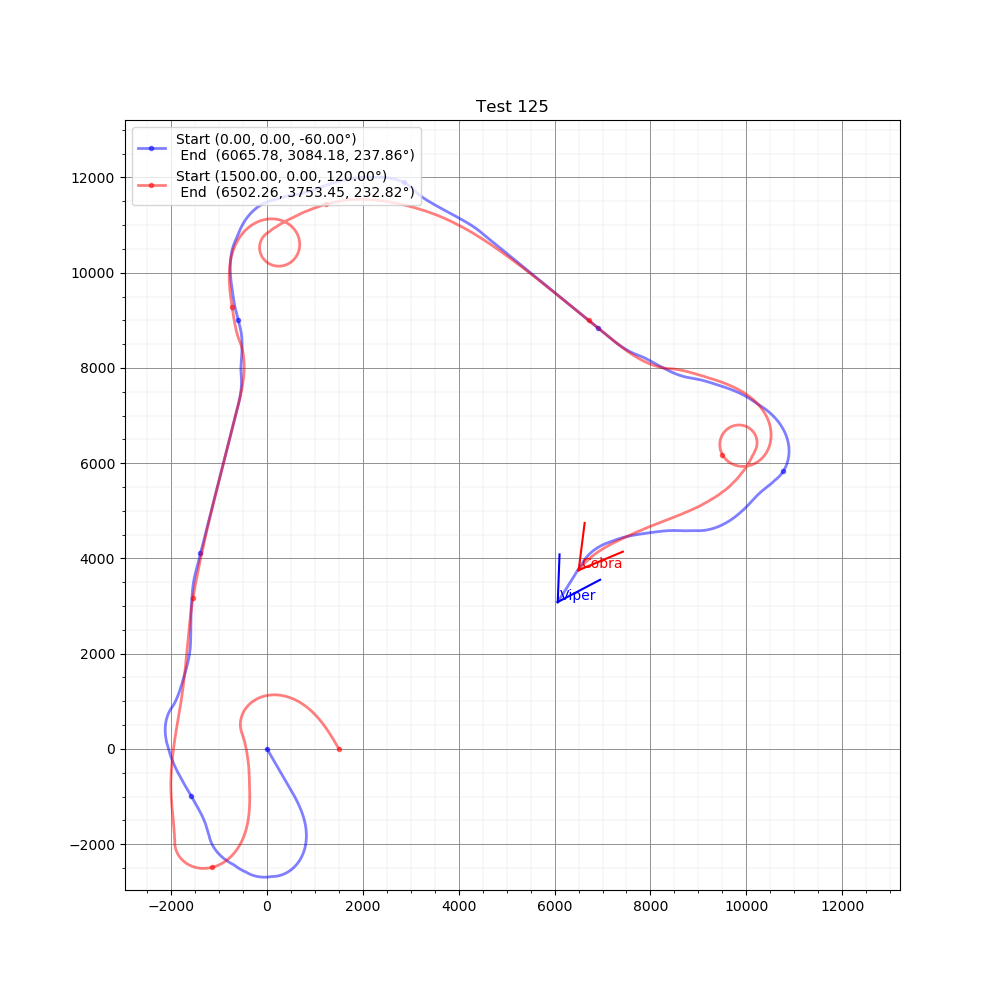 Test 125
Start (0.00, 0.00, -60.00°)
End (6065.78, 3084.18, 237.86°)
Start (1500.00, 0.00, 120.00°)
End (6502.26, 3753.45, 232.82°)
12000
10000
8000
6000
4000
2000
0
−2000
Cobra
Viper
−2000 0 2000 4000 6000 8000 10000 12000